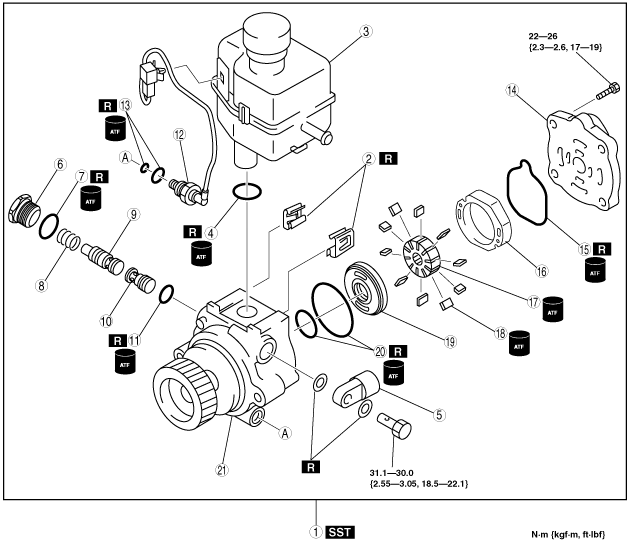 3
22—26
{2.3—2.6, 17—19}
14
R 13
ATF
12
A
2 R
6
7 R
ATF
9
R 4
ATF
15 R
ATF
16
8
17
ATF
10
18
ATF
19
R 11
ATF
20 R
ATF
5
A
21
R
31.1—30.0
{2.55—3.05, 18.5—22.1}
1 SST
N·m {kgf·m, ft·lbf}